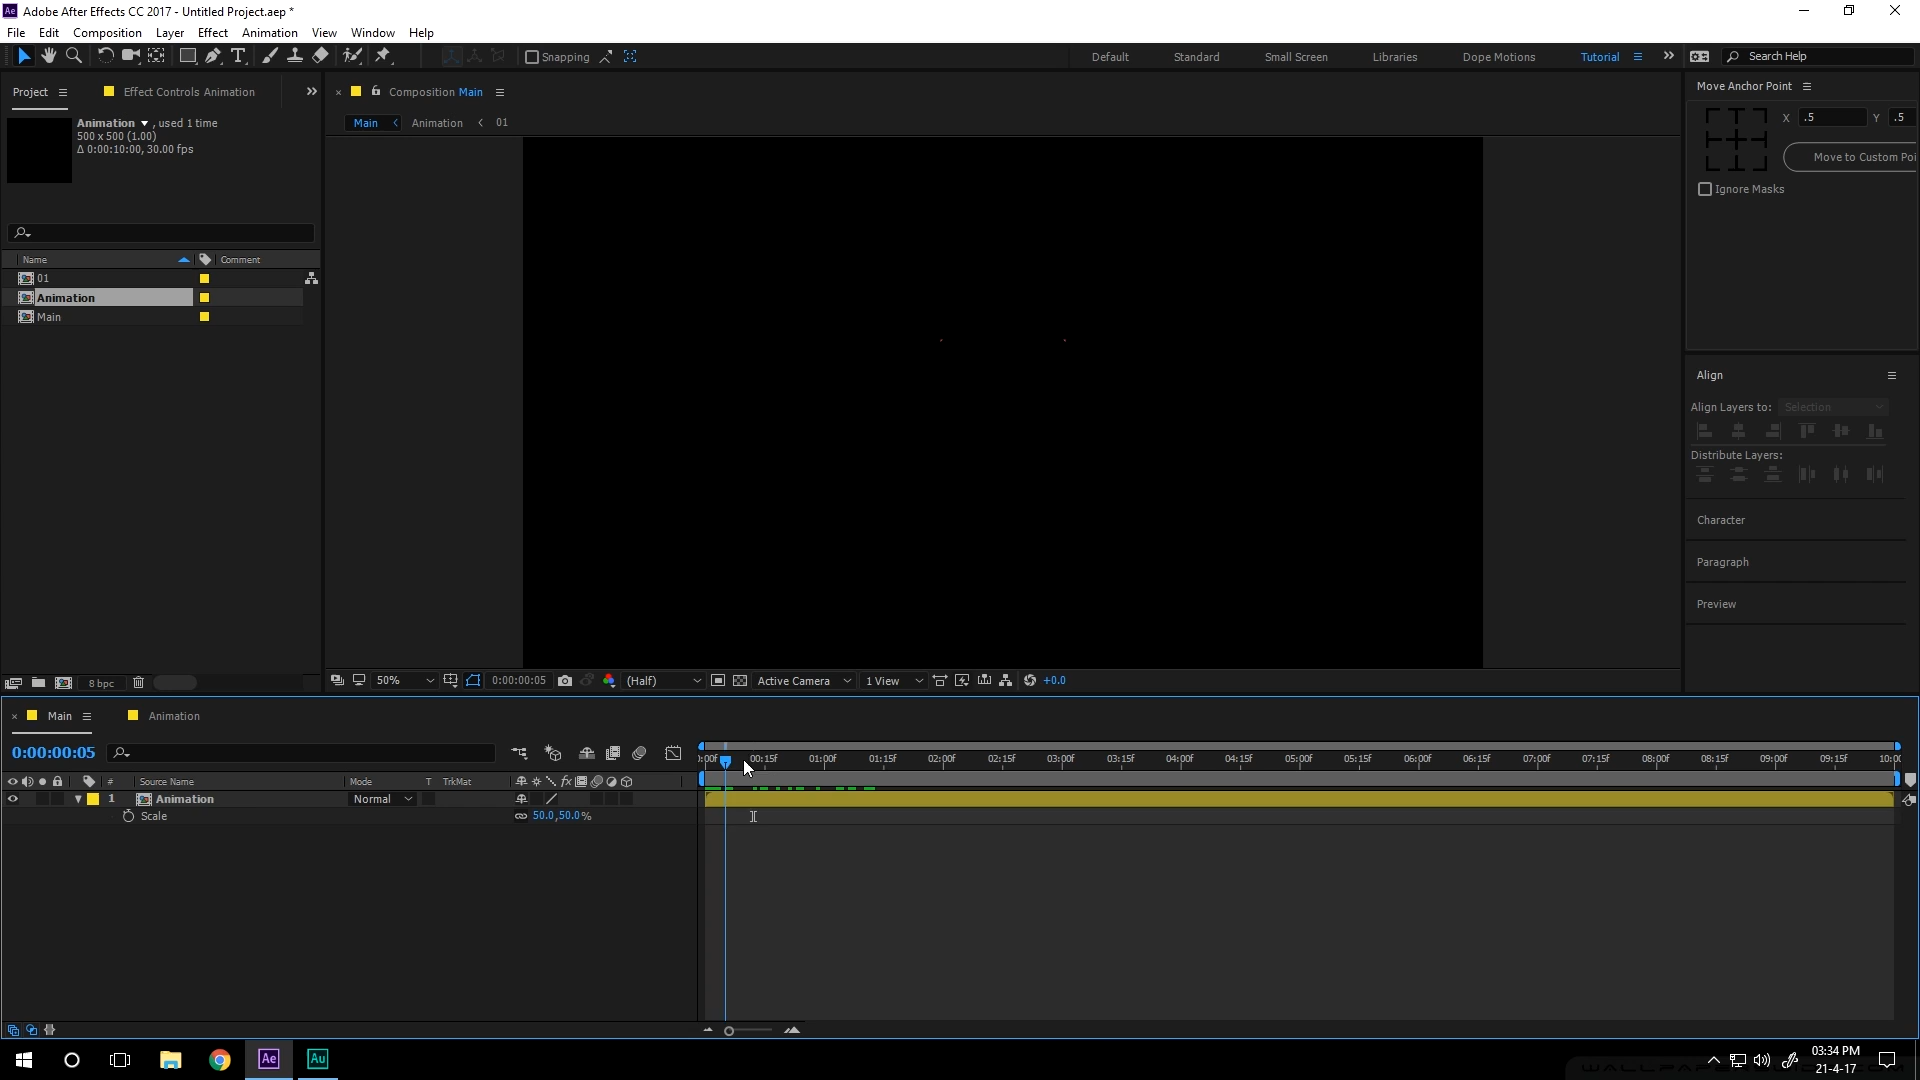 Adobe After Effects CC 2017 - Untitled Project.aep *
File Edit Composition Layer Effect Animation View Window Help
Snapping
Default Standard Small Screen Libraries Dope Motions Tutorial Search Help
Project Effect Controls Animation
Composition Main
Move Anchor Point
Animation , used 1 time
500 x 500 (1.00)
Δ 0:00:10:00, 30.00 fps
Main Animation 01
X .5 Y .5
Move to Custom Poi
Ignore Masks
Name Comment
01
Animation
Main
Align
Align Layers to: Selection
Distribute Layers:
Character
Paragraph
Preview
8 bpc
50% 0:00:00:05 (Half) Active Camera 1 View +0.0
Main Animation
0:00:00:05
:00f 00:15f 01:00f 01:15f 02:00f 02:15f 03:00f 03:15f 04:00f 04:15f 05:00f 05:15f 06:00f 06:15f 07:00f 07:15f 08:00f 08:15f 09:00f 09:15f 10:0
# Source Name Mode T TrkMat
1 Animation Normal
Scale 50.0,50.0%
Ae Au
03:34 PM
21-4-17